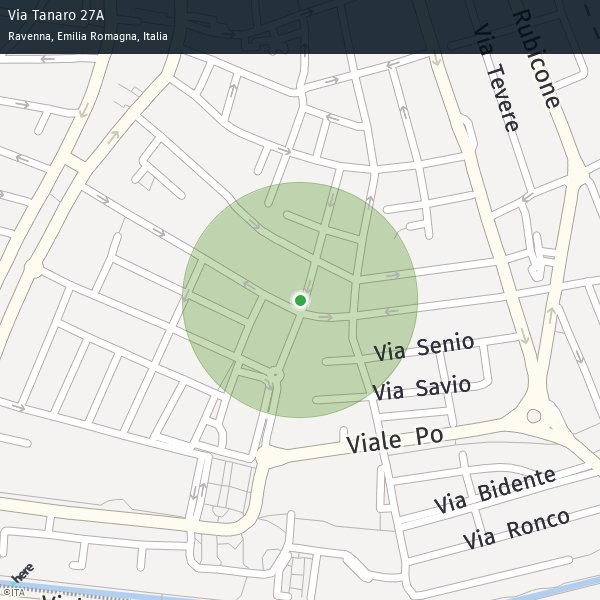 Via Tanaro 27A
Ravenna, Emilia Romagna, Italia
Rubicone
Via Tevere
Via Senio
Via Savio
Viale Po
Via Bidente
Via Ronco
here
©ITA